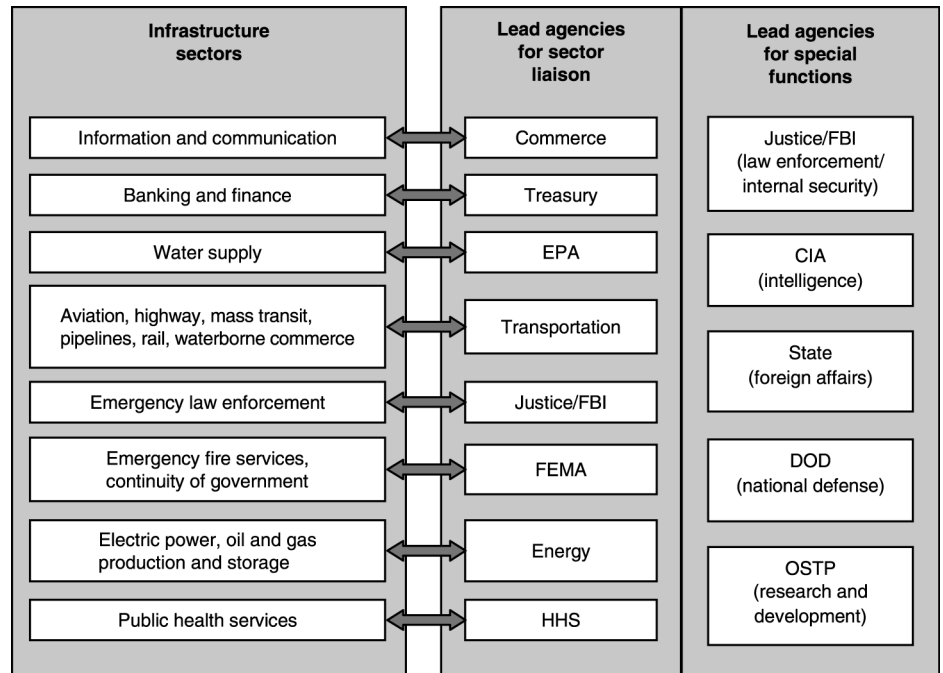 Infrastructure
sectors
Lead agencies
for sector
liaison
Lead agencies
for special
functions
Information and communication
Commerce
Banking and finance
Treasury
Water supply
EPA
Aviation, highway, mass transit,
pipelines, rail, waterborne commerce
Transportation
Emergency law enforcement
Justice/FBI
Emergency fire services,
continuity of government
FEMA
Electric power, oil and gas
production and storage
Energy
Public health services
HHS
Justice/FBI
(law enforcement/
internal security)
CIA
(intelligence)
State
(foreign affairs)
DOD
(national defense)
OSTP
(research and
development)